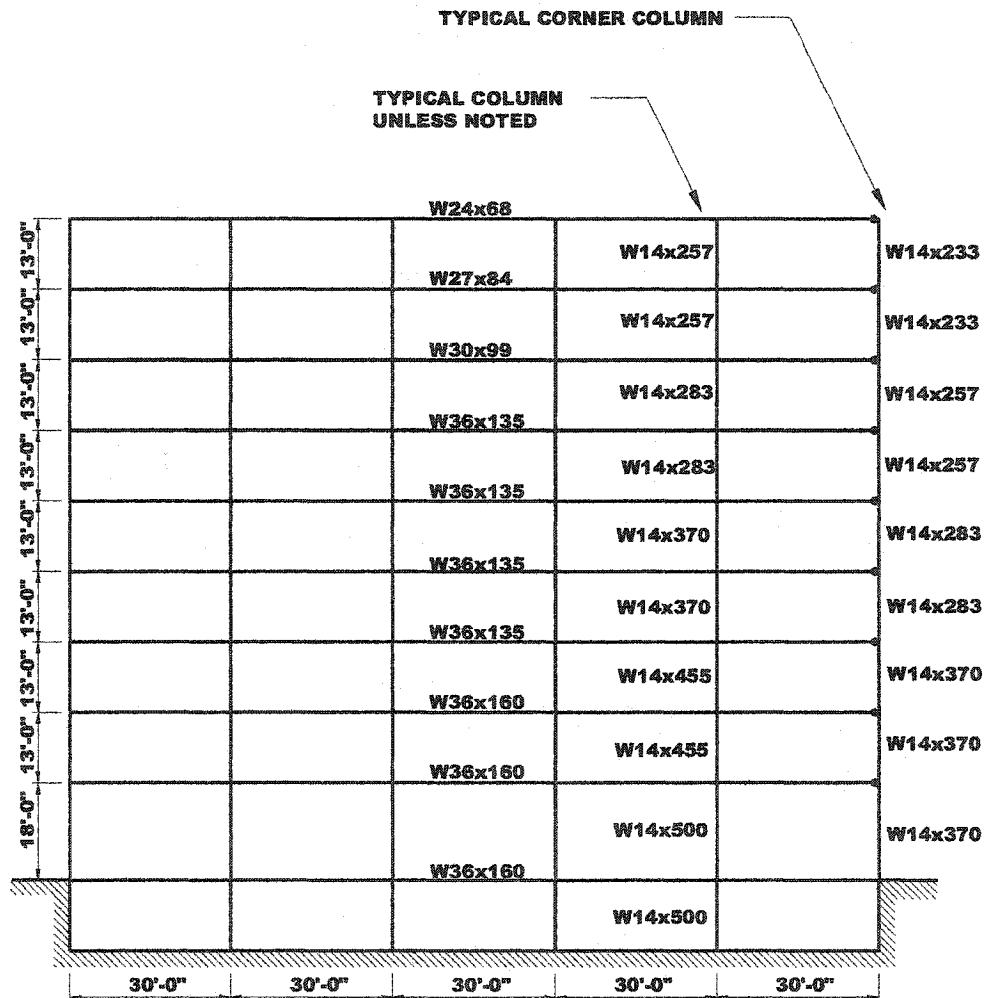 TYPICAL CORNER COLUMN
TYPICAL COLUMN
UNLESS NOTED
W24x68
13'-0"
W14x257
W14x233
W27x84
13'-0"
W14x257
W14x233
W30x99
13'-0"
W14x283
W14x257
W36x135
13'-0"
W14x283
W14x257
W36x135
13'-0"
W14x370
W14x283
W36x135
13'-0"
W14x370
W14x283
W36x135
13'-0"
W14x455
W14x370
W36x160
13'-0"
W14x455
W14x370
W36x160
18'-0"
W14x500
W14x370
W36x160
W14x500
30'-0" 30'-0" 30'-0" 30'-0" 30'-0"